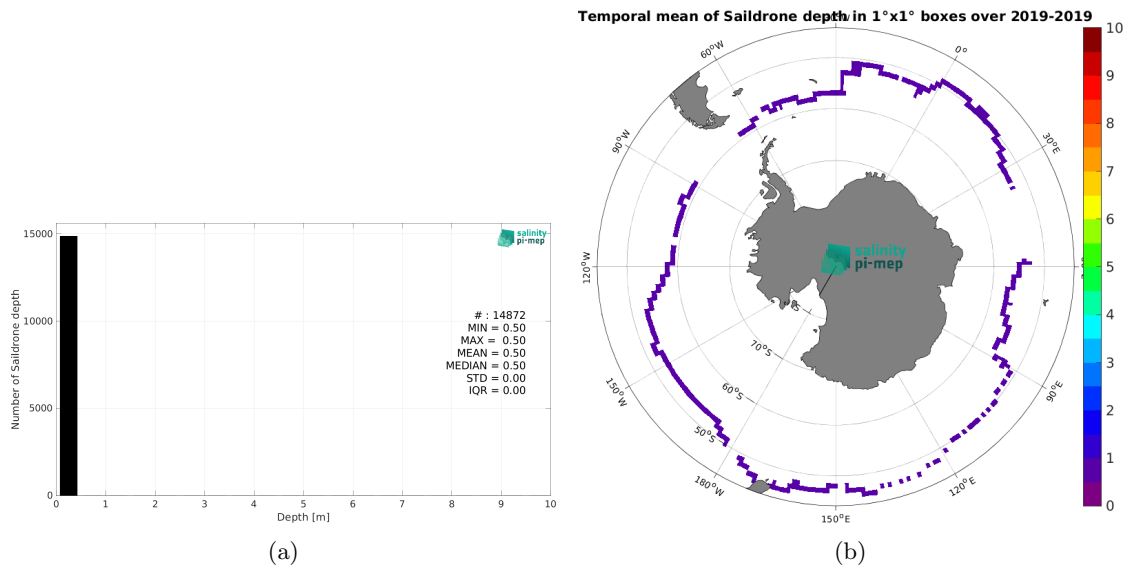 Number of Saildrone depth
15000
10000
5000
0
salinity
pi-mep
# : 14872
MIN = 0.50
MAX = 0.50
MEAN = 0.50
MEDIAN = 0.50
STD = 0.00
IQR = 0.00
0 1 2 3 4 5 6 7 8 9 10
Depth [m]
(a)
Temporal mean of Saildrone depth in 1°x1° boxes over 2019-2019
60°W
0°
90°W
30°E
120°W
salinity
pi-mep
70°S
60°S
150°W
50°S
90°E
180°W
120°E
150°E
10
9
8
7
6
5
4
3
2
1
0
(b)